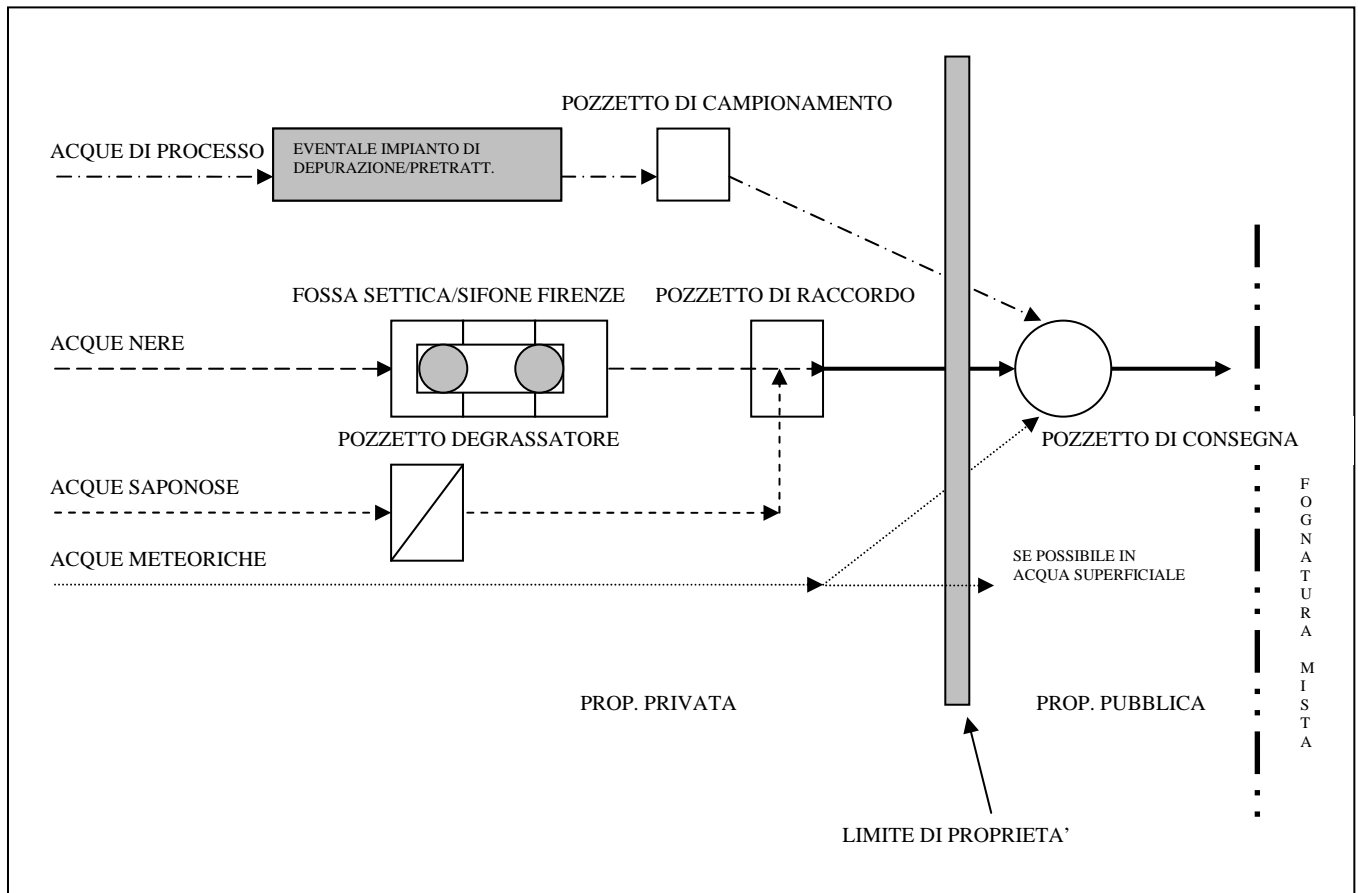 POZZETTO DI CAMPIONAMENTO
ACQUE DI PROCESSO
EVENTALE IMPIANTO DI
DEPURAZIONE/PRETRATT.
FOSSA SETTICA/SIFONE FIRENZE
POZZETTO DI RACCORDO
ACQUE NERE
POZZETTO DEGRASSATORE
POZZETTO DI CONSEGNA
ACQUE SAPONOSE
ACQUE METEORICHE
SE POSSIBILE IN
ACQUA SUPERFICIALE
FOGNATURA MISTA
PROP. PRIVATA
PROP. PUBBLICA
LIMITE DI PROPRIETA’